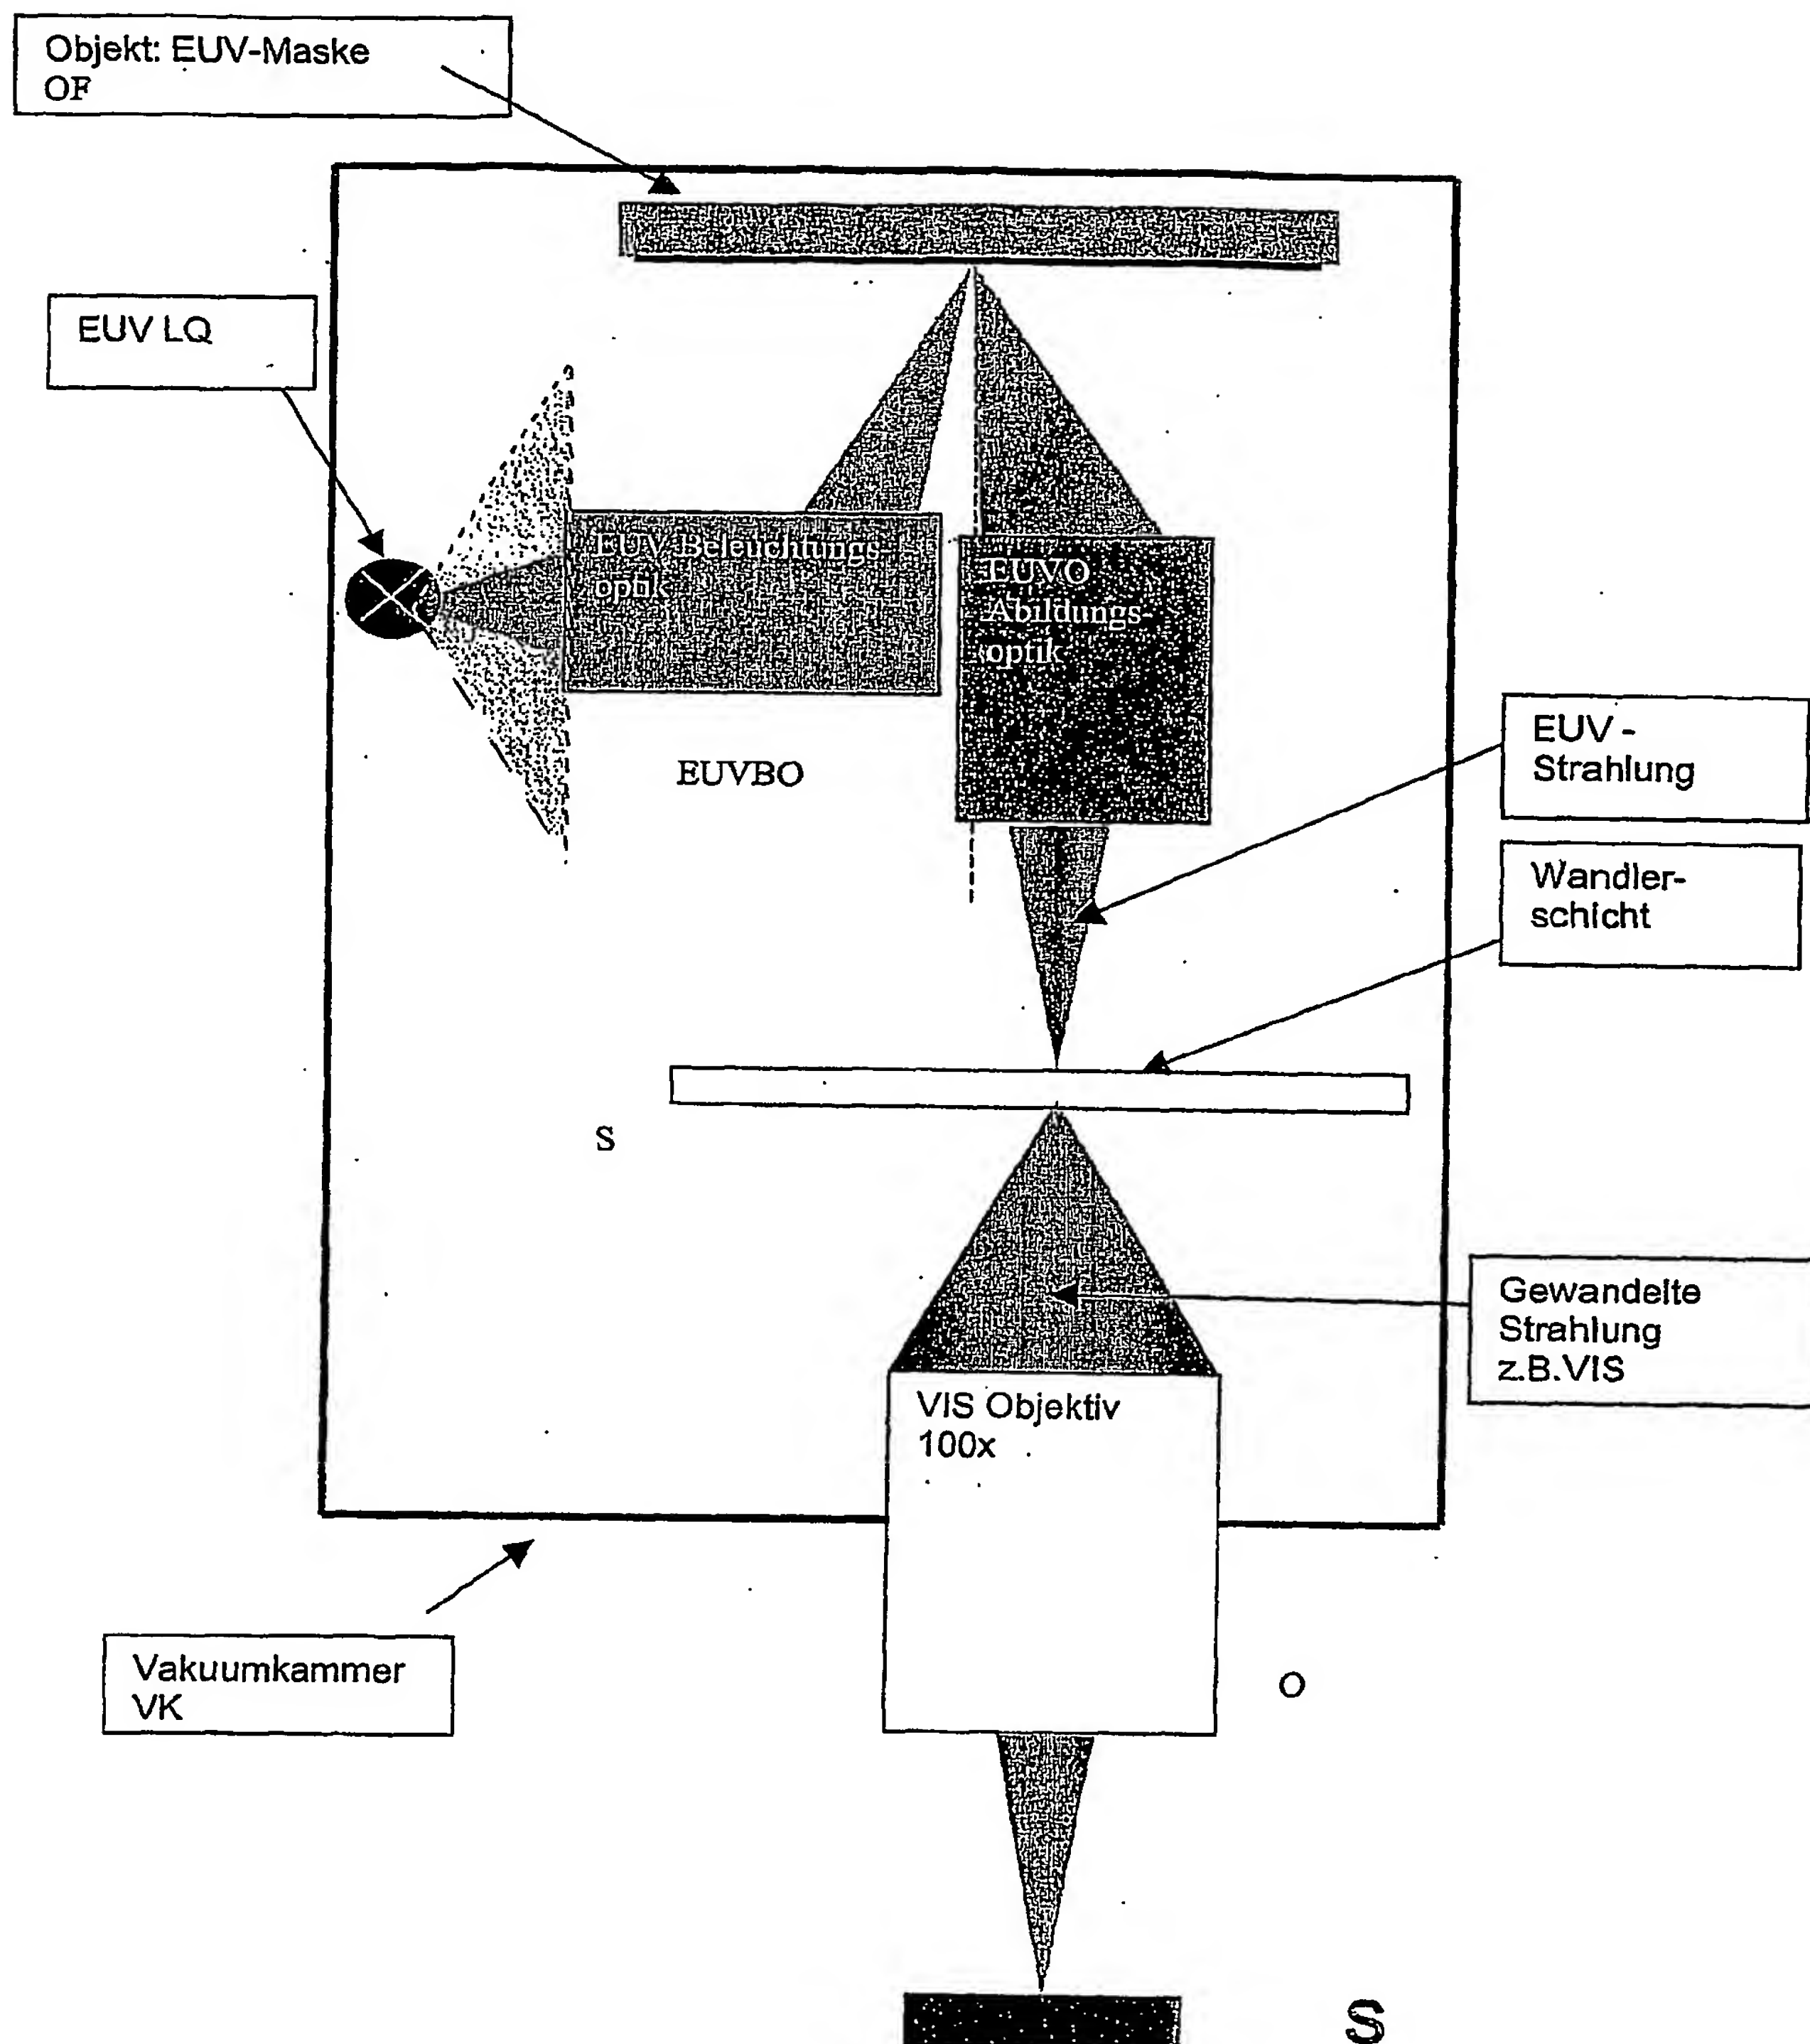 Objekt: EUV-Maske
OF
EUV LQ
EUV Beleuchtungs-
optik
EUVO
Abildungs-
optik
EUVBO
EUV -
Strahlung
Wandler-
schicht
S
Gewandelte
Strahlung
z.B.VIS
VIS Objektiv
100x
Vakuumkammer
VK
O
S